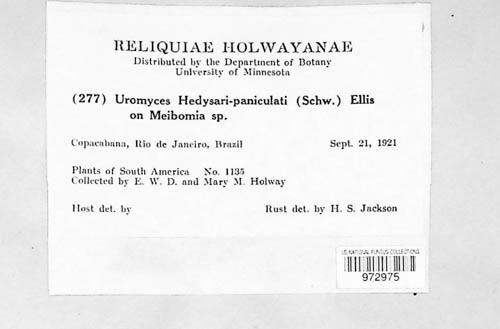 RELIQUIAE HOLWAYANAE
Distributed by the Department of Botany
University of Minnesota
(277) Uromyces Hedysari-paniculati (Schw.) Ellis
on Meibomia sp.
Copacabana, Rio de Janeiro, Brazil Sept. 21, 1921
Plants of South America No. 1135
Collected by E. W. D. and Mary M. Holway
Host det. by Rust det. by H. S. Jackson
US NATIONAL FUNGUS COLLECTIONS
972975